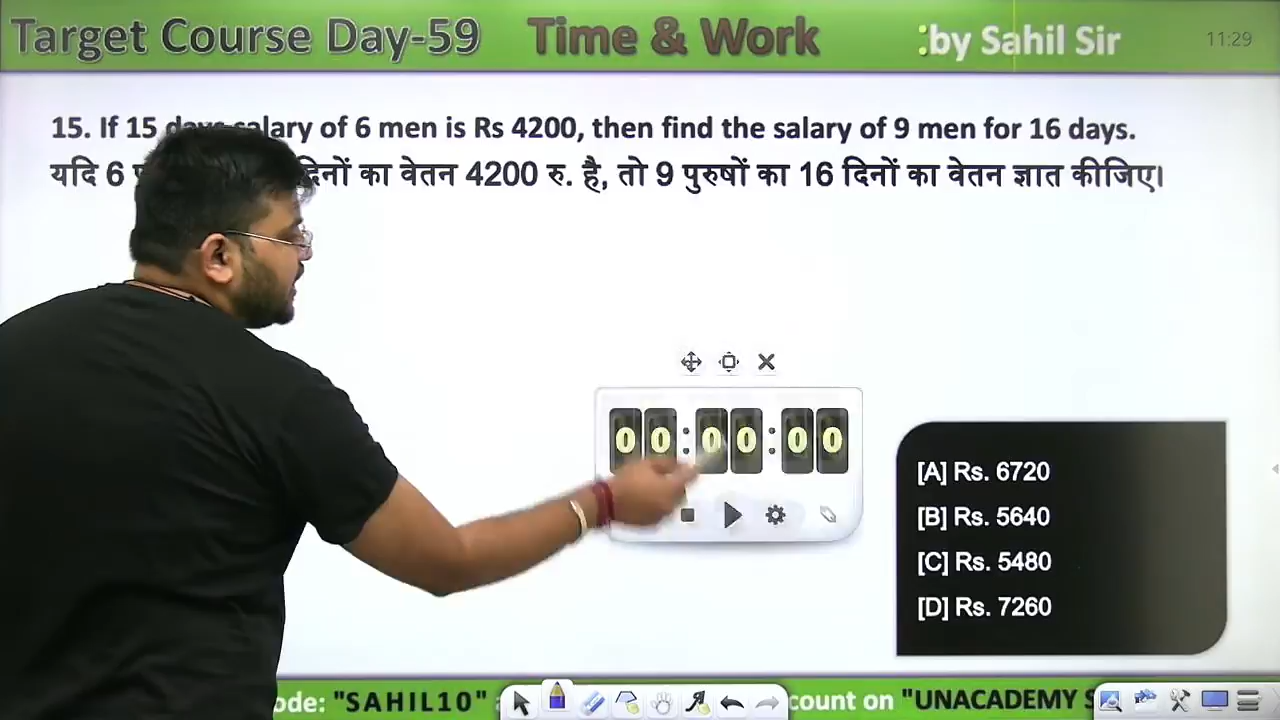 Target Course Day-59 Time & Work :by Sahil Sir 11:29
15. If 15 days salary of 6 men is Rs 4200, then find the salary of 9 men for 16 days.
यदि 6 दिनों का वेतन 4200 रु. है, तो 9 पुरुषों का 16 दिनों का वेतन ज्ञात कीजिए।
00:00:00
[A] Rs. 6720
[B] Rs. 5640
[C] Rs. 5480
[D] Rs. 7260
"SAHIL10" count on "UNACADEMY